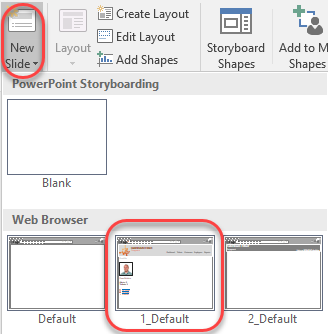 New
Slide
Layout
Create Layout
Edit Layout
Add Shapes
Storyboard
Shapes
Add to M
Shapes
PowerPoint Storyboarding
Blank
Web Browser
Default
1_Default
2_Default